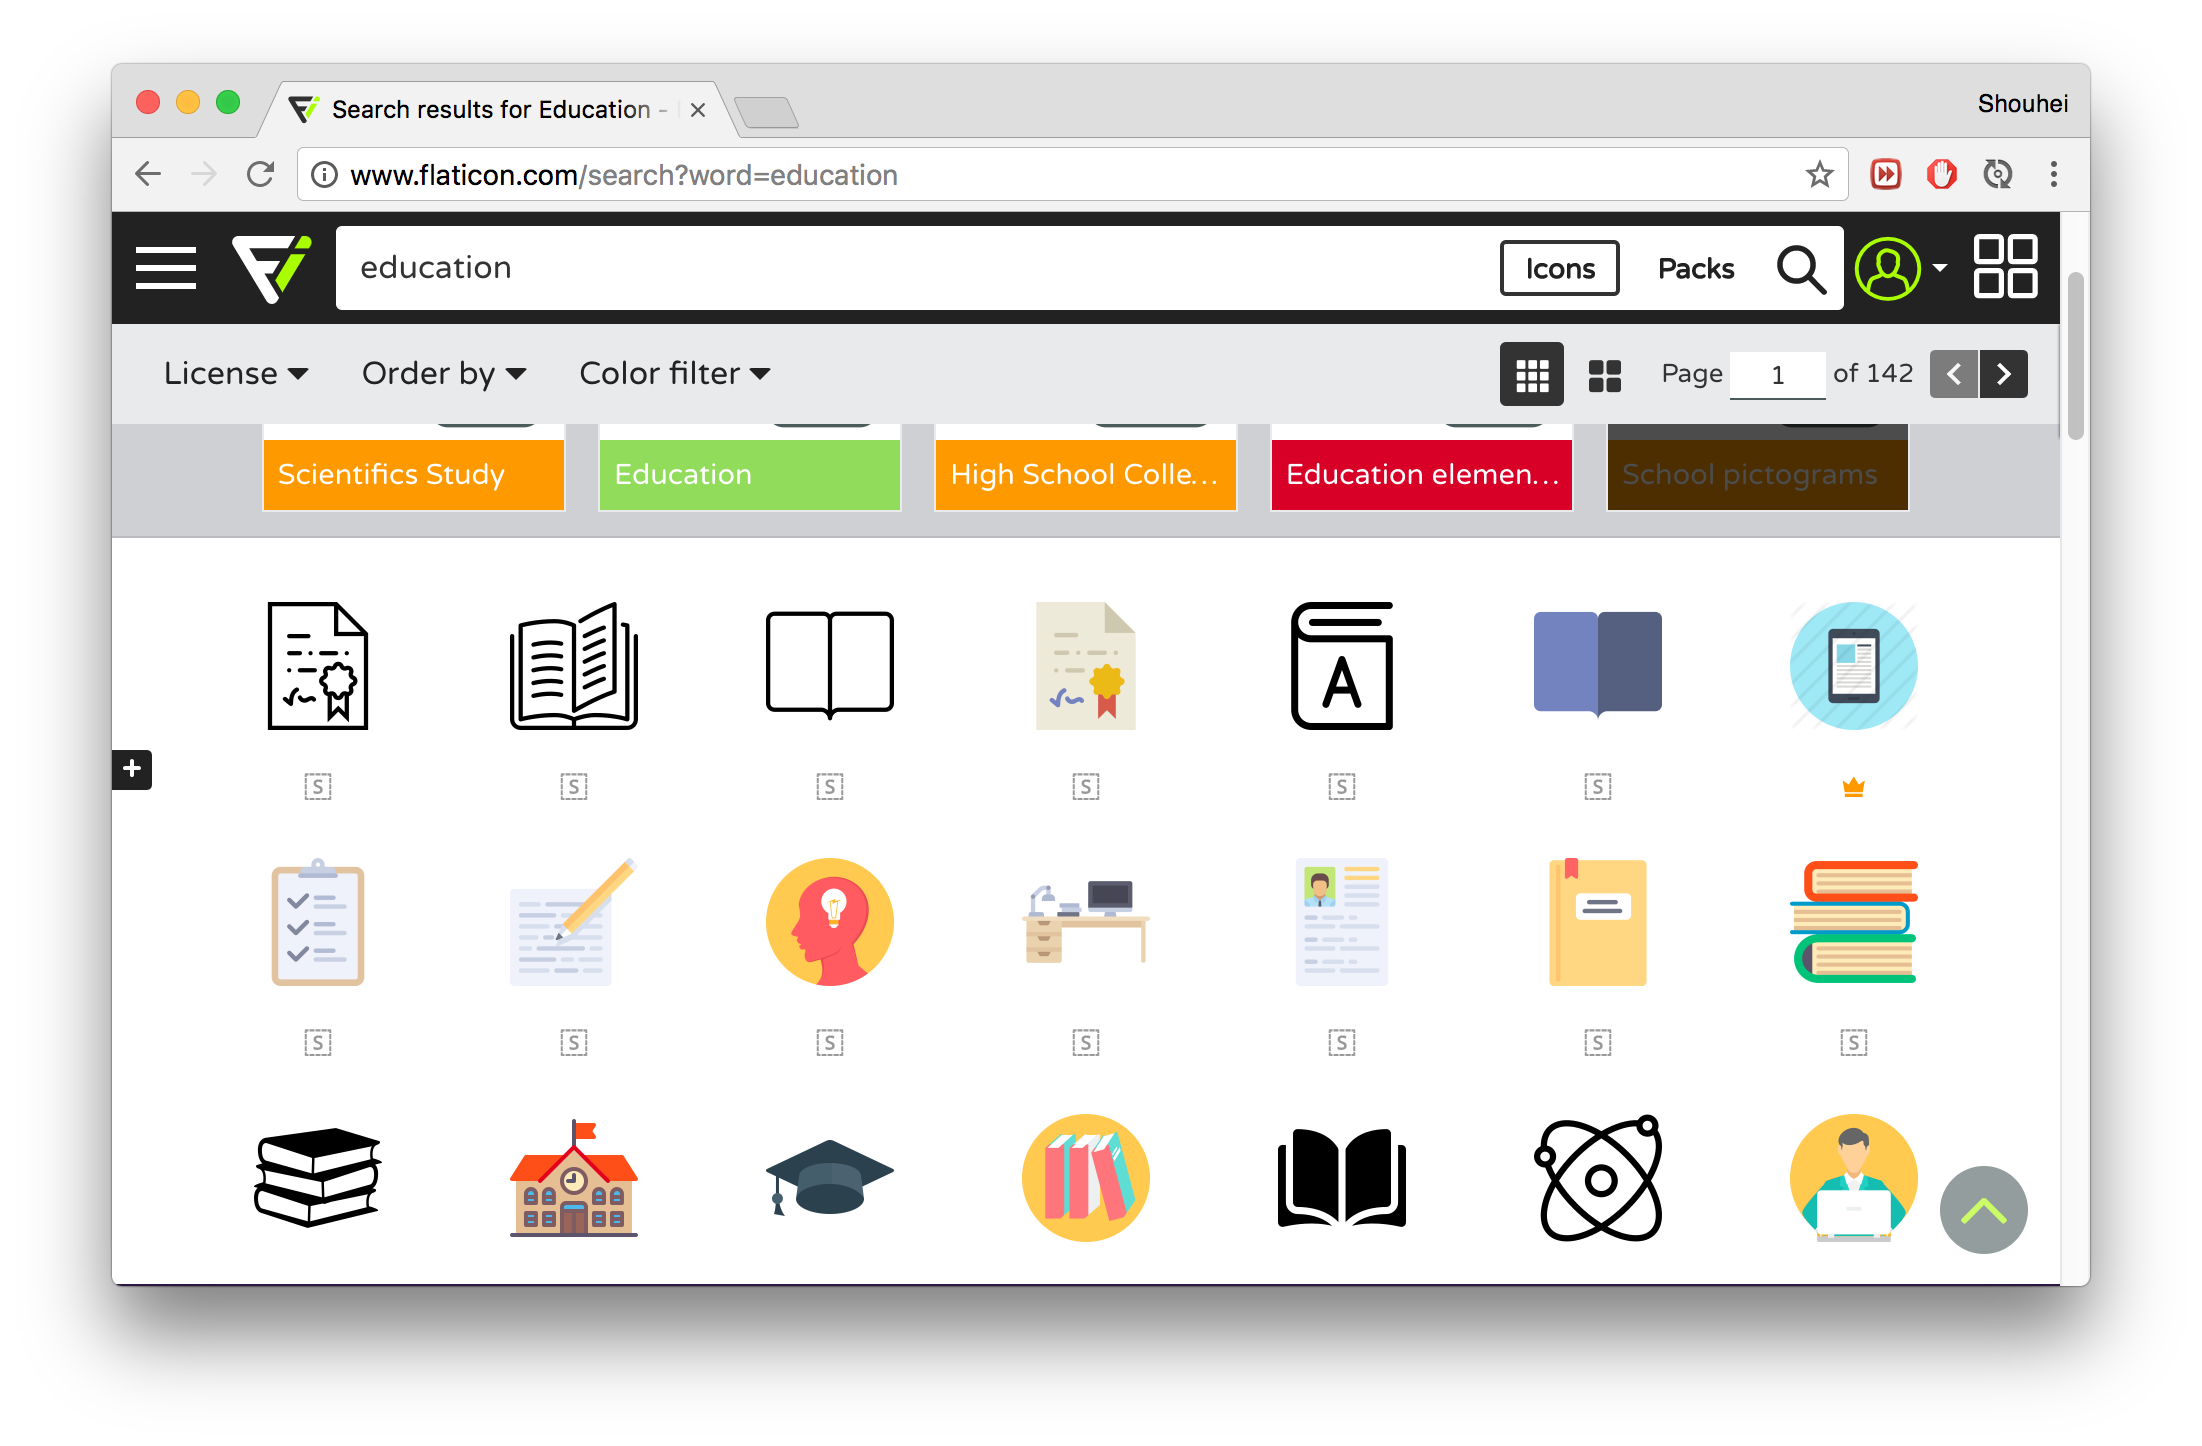 Search results for Education -
Shouhei
www.flaticon.com/search?word=education
education
Icons
Packs
License
Order by
Color filter
Page 1 of 142
Scientifics Study
Education
High School Colle...
Education elemen...
School pictograms
A
S
S
S
S
S
S
S
S
S
S
S
S
S